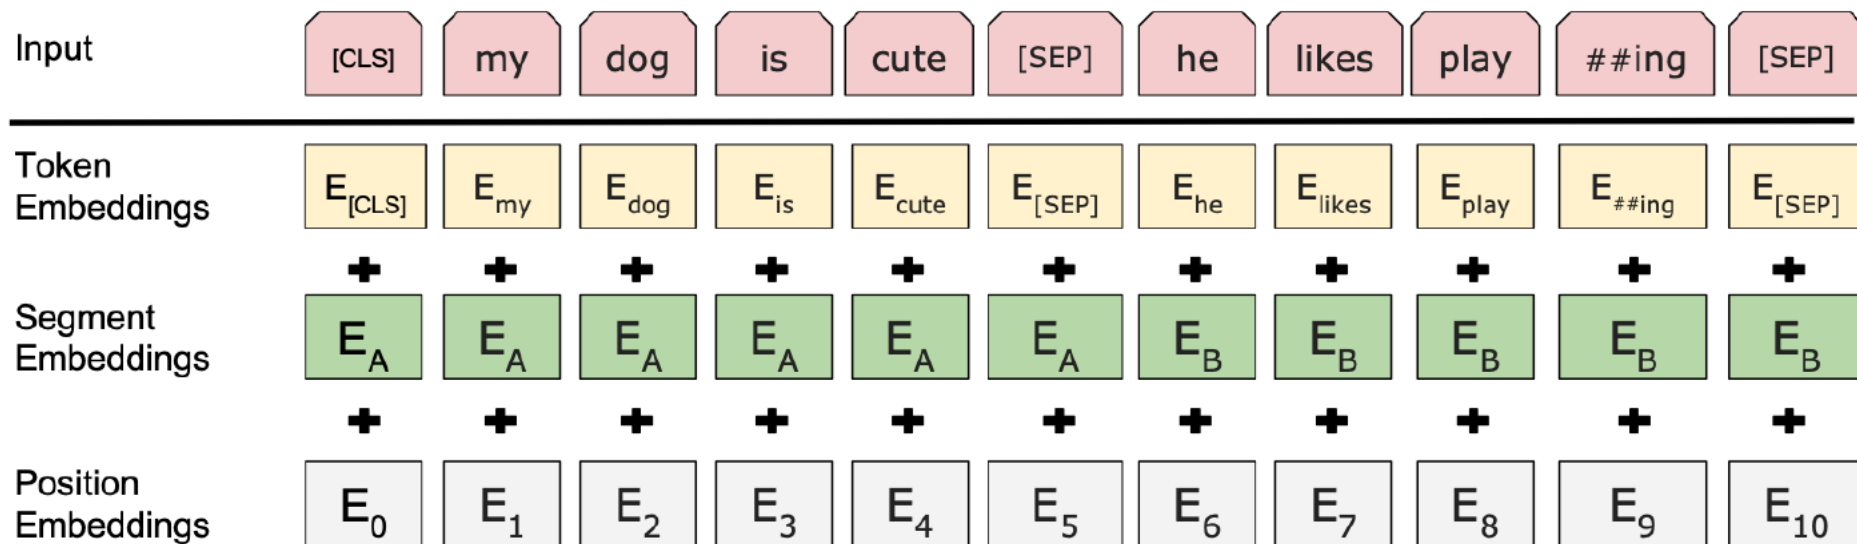 Input [CLS] my dog is cute [SEP] he likes play ##ing [SEP]
Token Embeddings E[CLS] Emy Edog Eis Ecute E[SEP] Ehe Elikes Eplay E##ing E[SEP]
+ + + + + + + + + + +
Segment Embeddings EA EA EA EA EA EA EB EB EB EB EB
+ + + + + + + + + + +
Position Embeddings E0 E1 E2 E3 E4 E5 E6 E7 E8 E9 E10